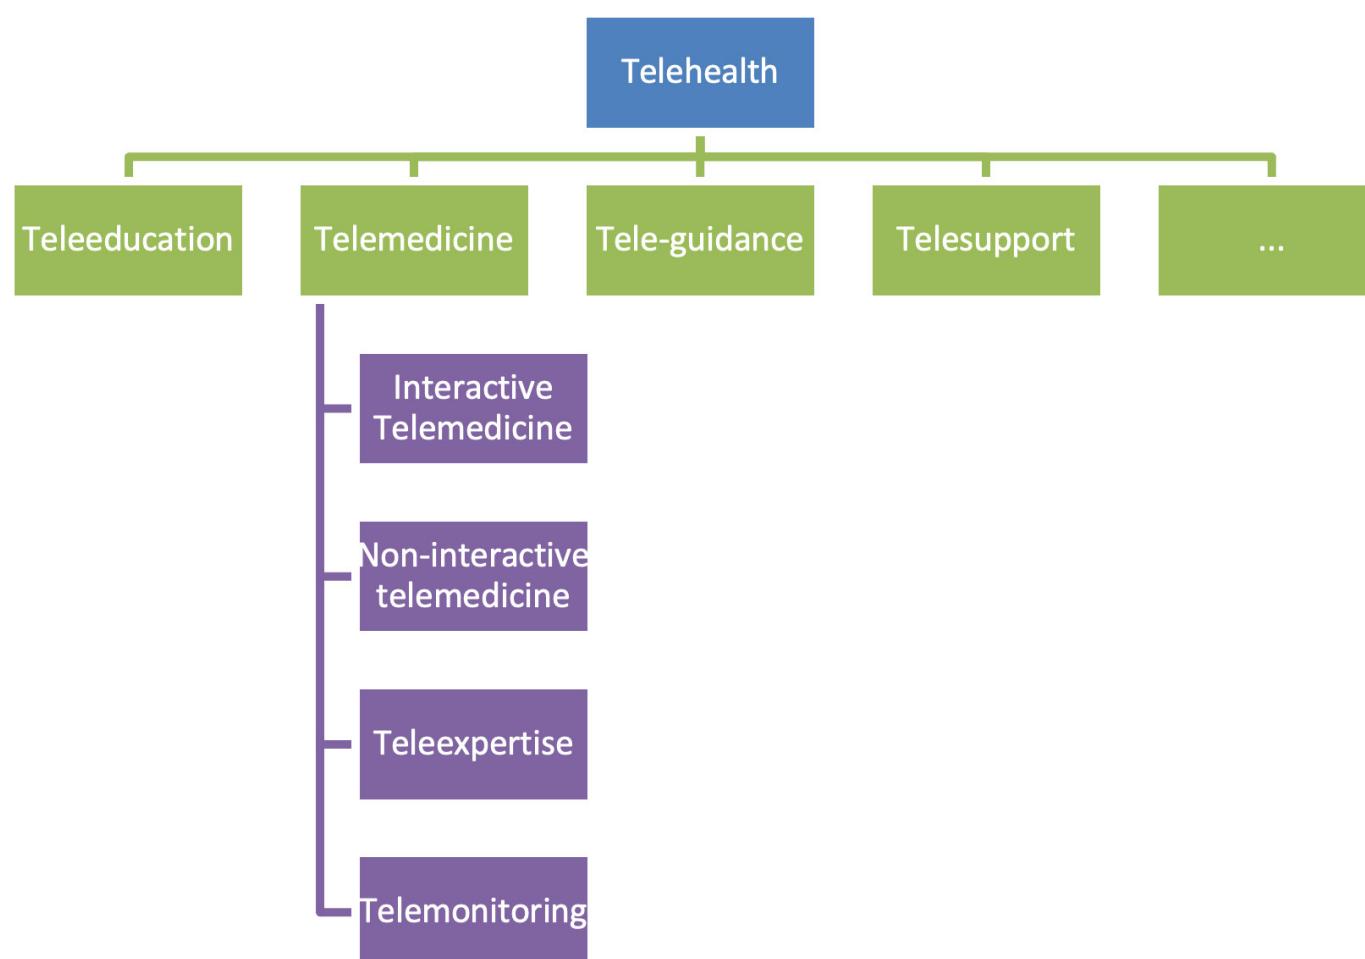 Telehealth
Teleeducation
Telemedicine
Tele-guidance
Telesupport
...
Interactive
Telemedicine
Non-interactive
telemedicine
Teleexpertise
Telemonitoring